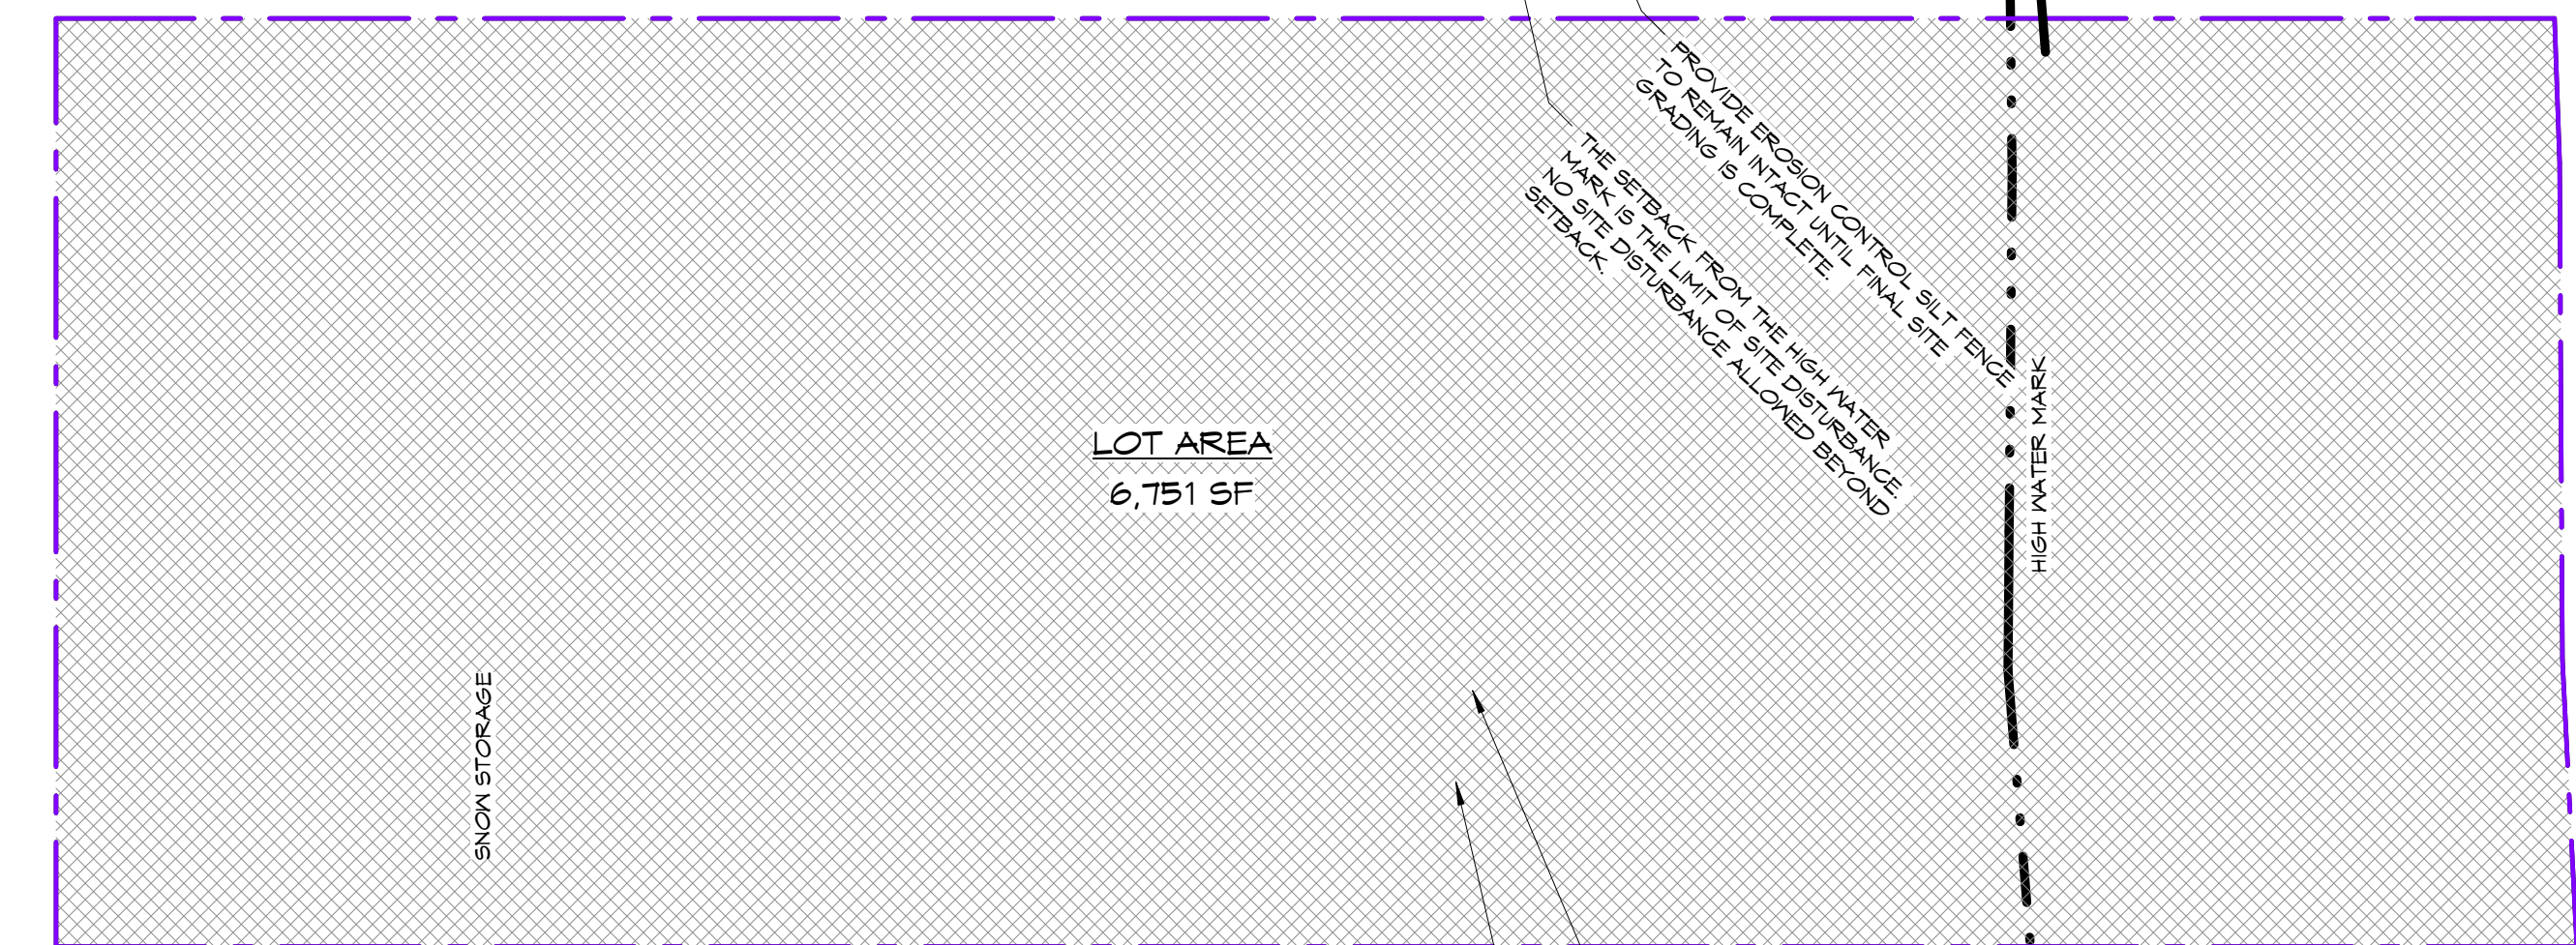 PROVIDE EROSION CONTROL SILT FENCE
TO REMAIN INTACT UNTIL FINAL SITE
GRADING IS COMPLETE.
THE SETBACK FROM THE HIGH WATER
MARK IS THE LIMIT OF SITE DISTURBANCE.
NO SITE DISTURBANCE ALLOWED BEYOND
SETBACK.
HIGH WATER MARK
LOT AREA
6,751 SF
SNOW STORAGE